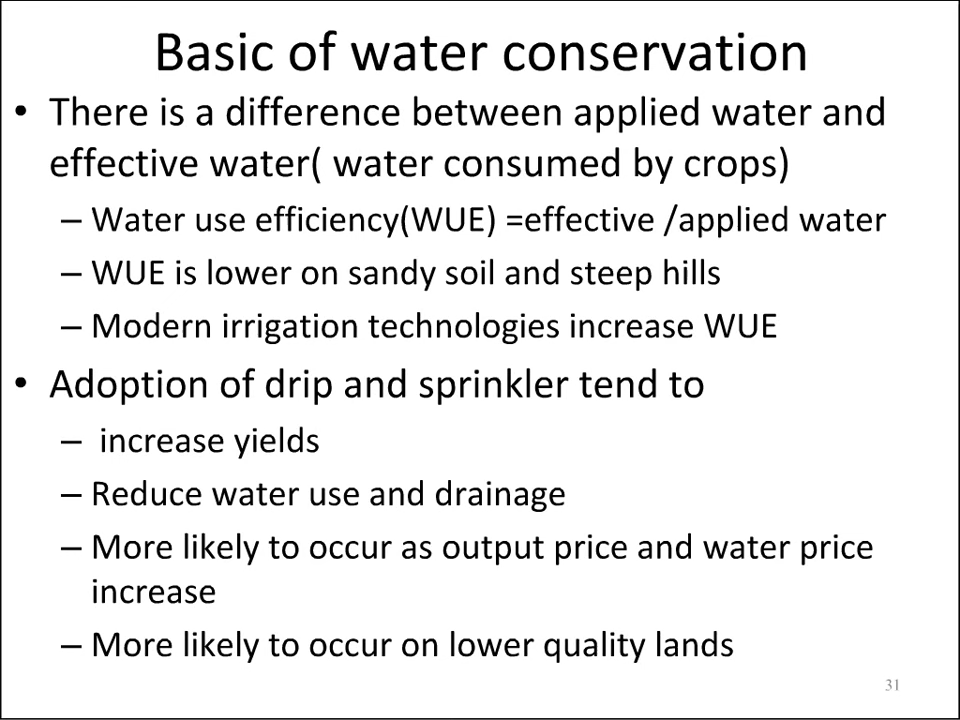 Basic of water conservation
• There is a difference between applied water and
effective water( water consumed by crops)
– Water use efficiency(WUE) =effective /applied water
– WUE is lower on sandy soil and steep hills
– Modern irrigation technologies increase WUE
• Adoption of drip and sprinkler tend to
– increase yields
– Reduce water use and drainage
– More likely to occur as output price and water price
increase
– More likely to occur on lower quality lands
31